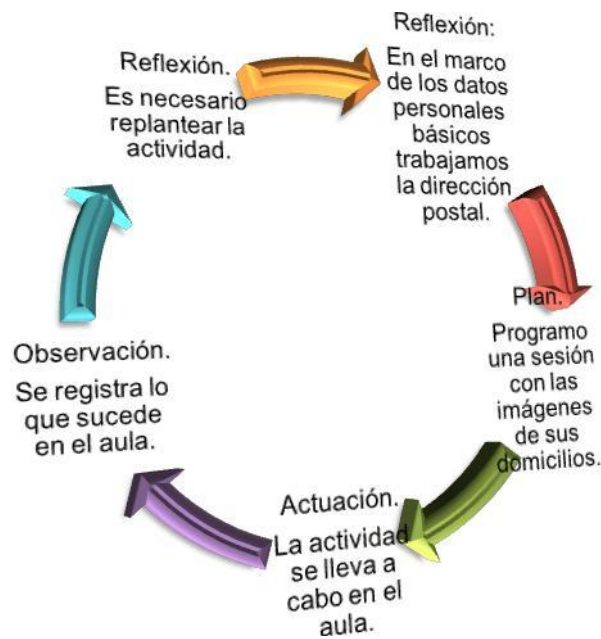 Reflexión:
En el marco
de los datos
personales
básicos
trabajamos
la dirección
postal.
Plan.
Programo
una sesión
con las
imágenes
de sus
domicilios.
Actuación.
La actividad
se lleva a
cabo en el
aula.
Observación.
Se registra lo
que sucede
en el aula.
Reflexión.
Es necesario
replantear la
actividad.